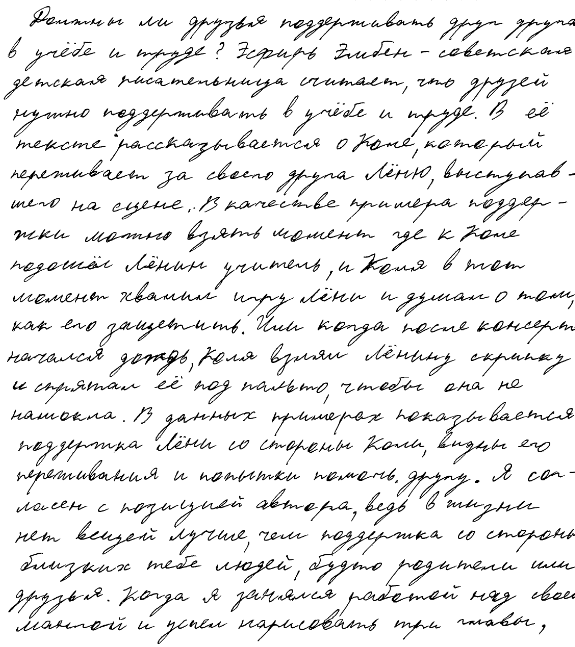 Должны ли друзья поддерживать друг друга
в учёбе и труде? Эсфирь Эмден – советская
детская писательница считает, что друзей
нужно поддерживать в учёбе и труде. В её
тексте рассказывается о Коле, который
переживает за своего друга Лёню, выступав-
шего на сцене. В качестве примера поддер-
жки можно взять момент где к Коле
подошёл Лёнин учитель, и Коля в тот
момент хвалил игру Лёни и думал о том,
как его защитить. Или когда после концерта
начался дождь, Коля взял Лёнину скрипку
и спрятал её под пальто, чтобы она не
намокла. В данных примерах показывается
поддержка Лёни со стороны Коли, видны его
переживания и попытки помочь другу. Я сог-
ласен с позицией автора, ведь в жизни
нет вещей лучше, чем поддержка со стороны
близких тебе людей, будто родители или
друзья. Когда я занялся работой над своей
мангой и успел нарисовать три главы,